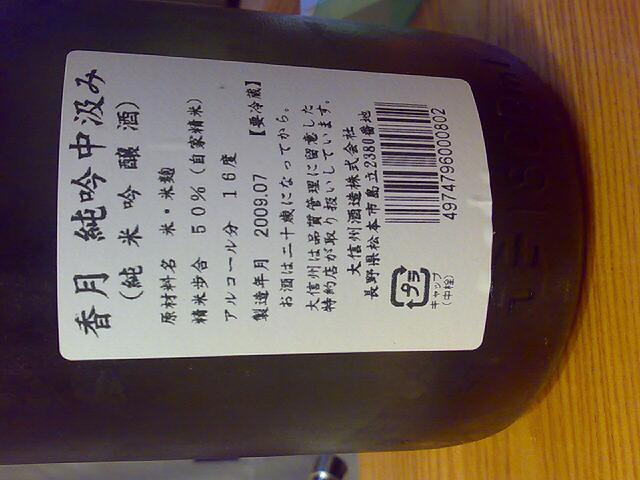 香月 純吟中汲み
（純米吟醸酒）
原材料名 米・米麹
精米歩合 50％（自家精米）
アルコール分 16度
製造年月 2009.07 【要冷蔵】
お酒は二十歳になってから。
大信州は品質管理に留意した
特約店が取り扱いしています。
大信州酒造株式会社
長野県松本市島立2380番地
4974796000802
プラ
キャップ
（中栓）